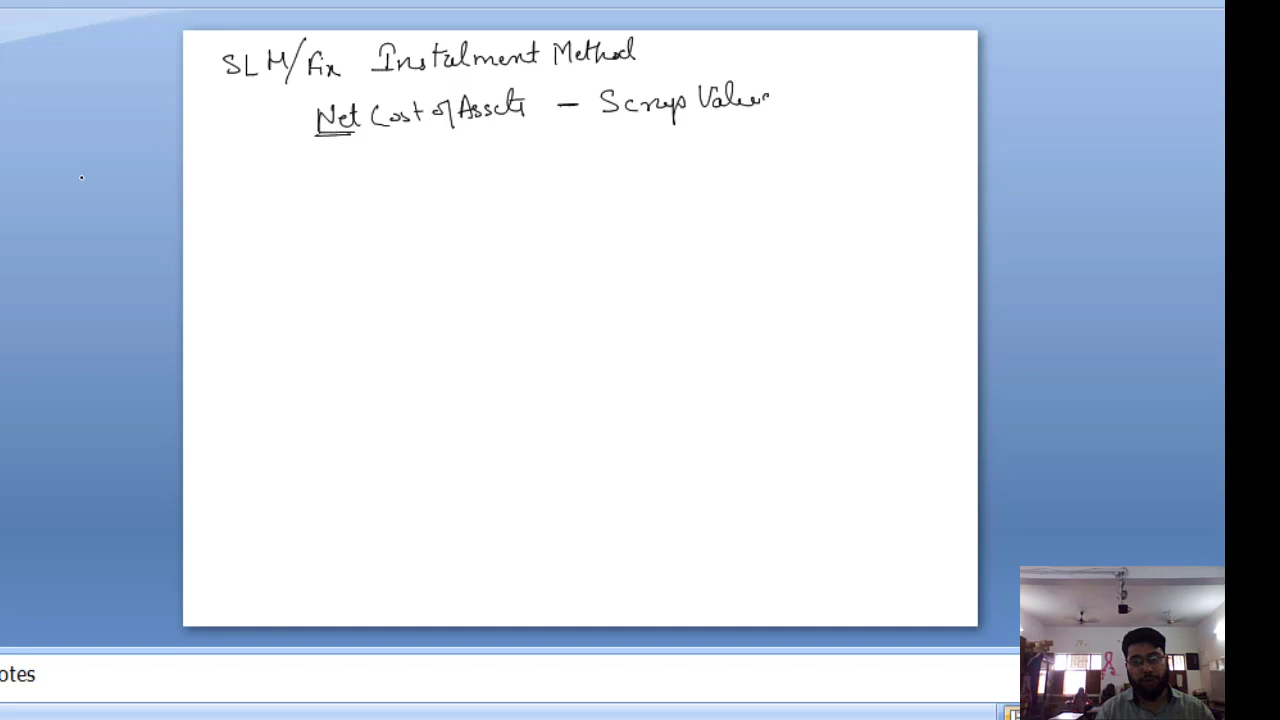 SLM/Fix Instalment Method
Net Cost of Assets - Scrap Value
otes